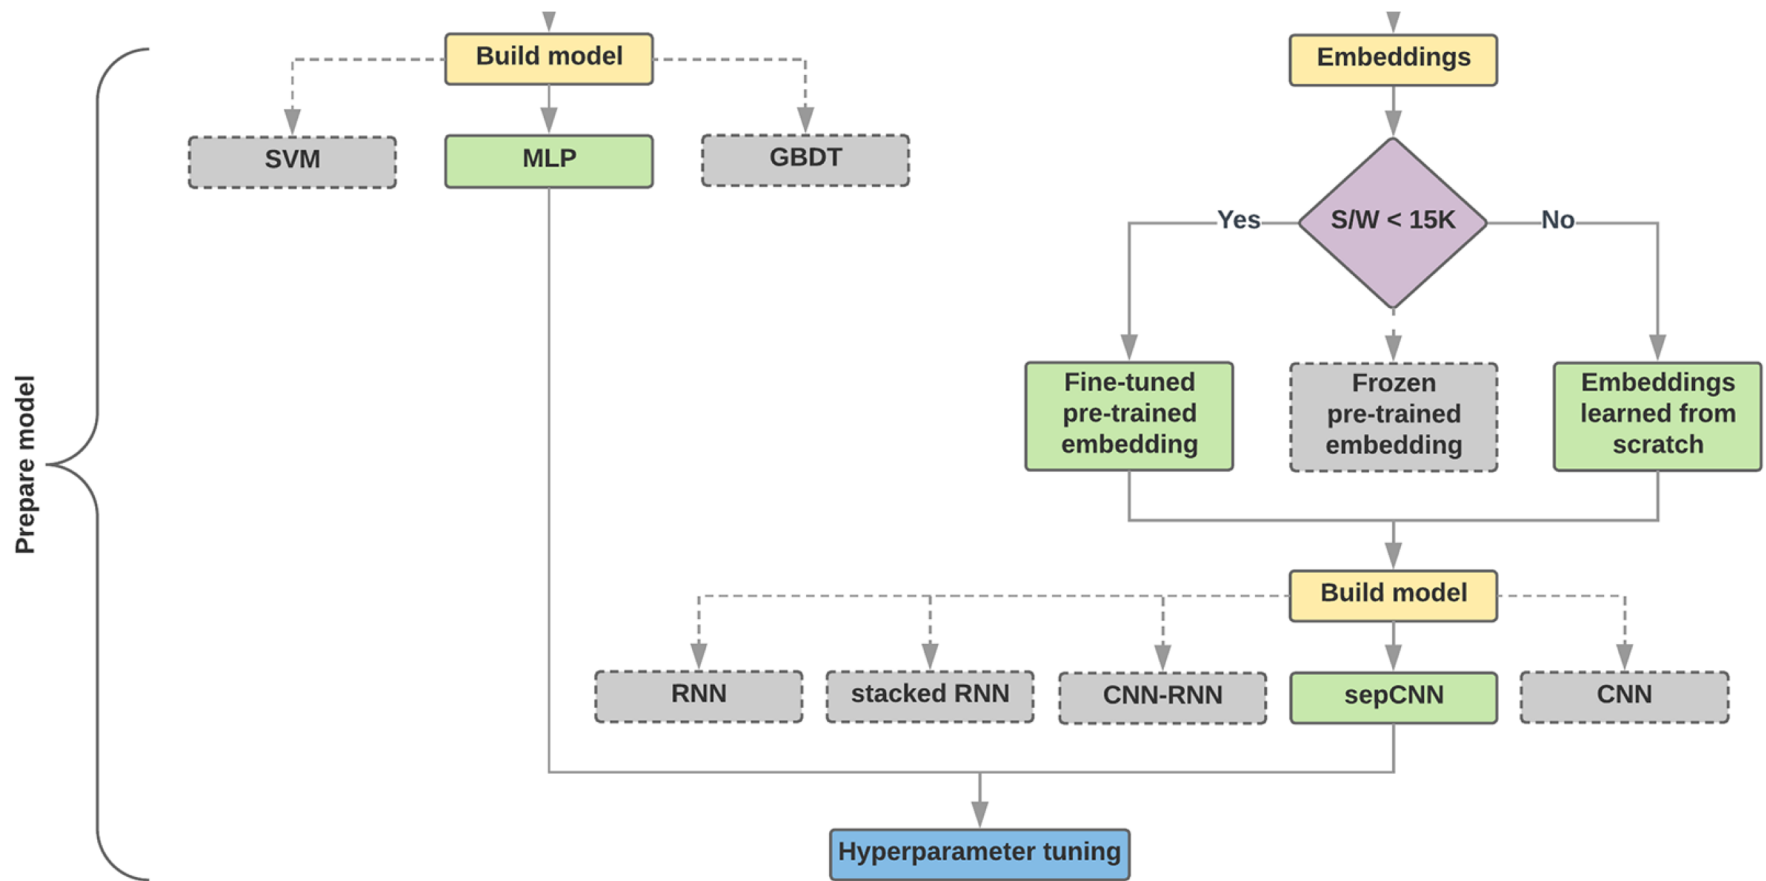 Prepare model
Build model
SVM
MLP
GBDT
Embeddings
S/W < 15K
Yes
No
Fine-tuned
pre-trained
embedding
Frozen
pre-trained
embedding
Embeddings
learned from
scratch
Build model
RNN
stacked RNN
CNN-RNN
sepCNN
CNN
Hyperparameter tuning